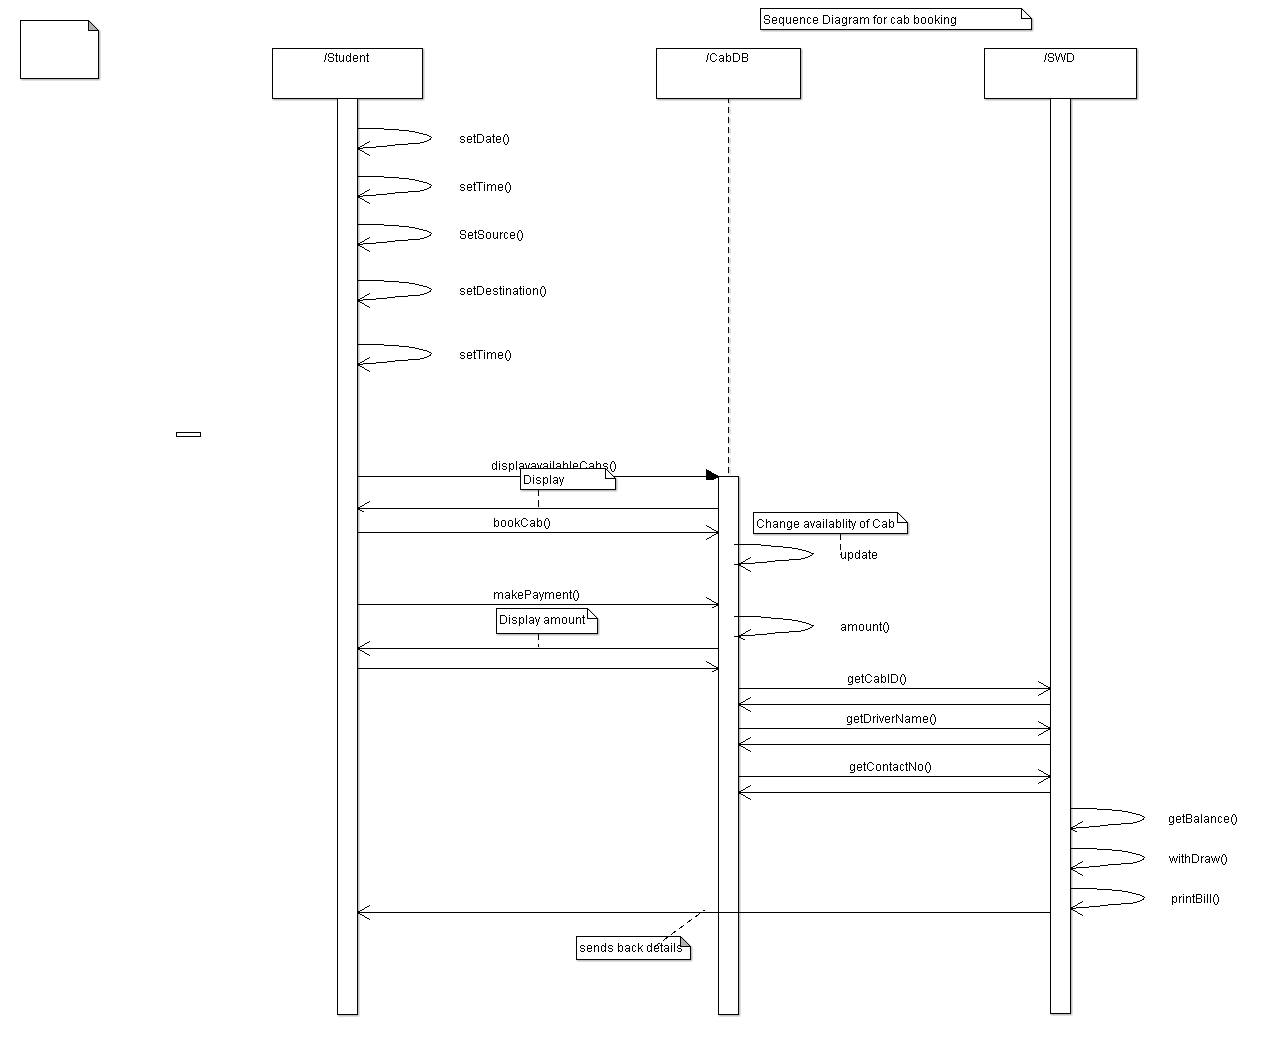 Sequence Diagram for cab booking
/Student
/CabDB
/SWD
setDate()
setTime()
SetSource()
setDestination()
setTime()
displayavailableCabs()
Display
bookCab()
Change availablity of Cab
update
makePayment()
Display amount
amount()
getCabID()
getDriverName()
getContactNo()
getBalance()
withDraw()
printBill()
sends back details